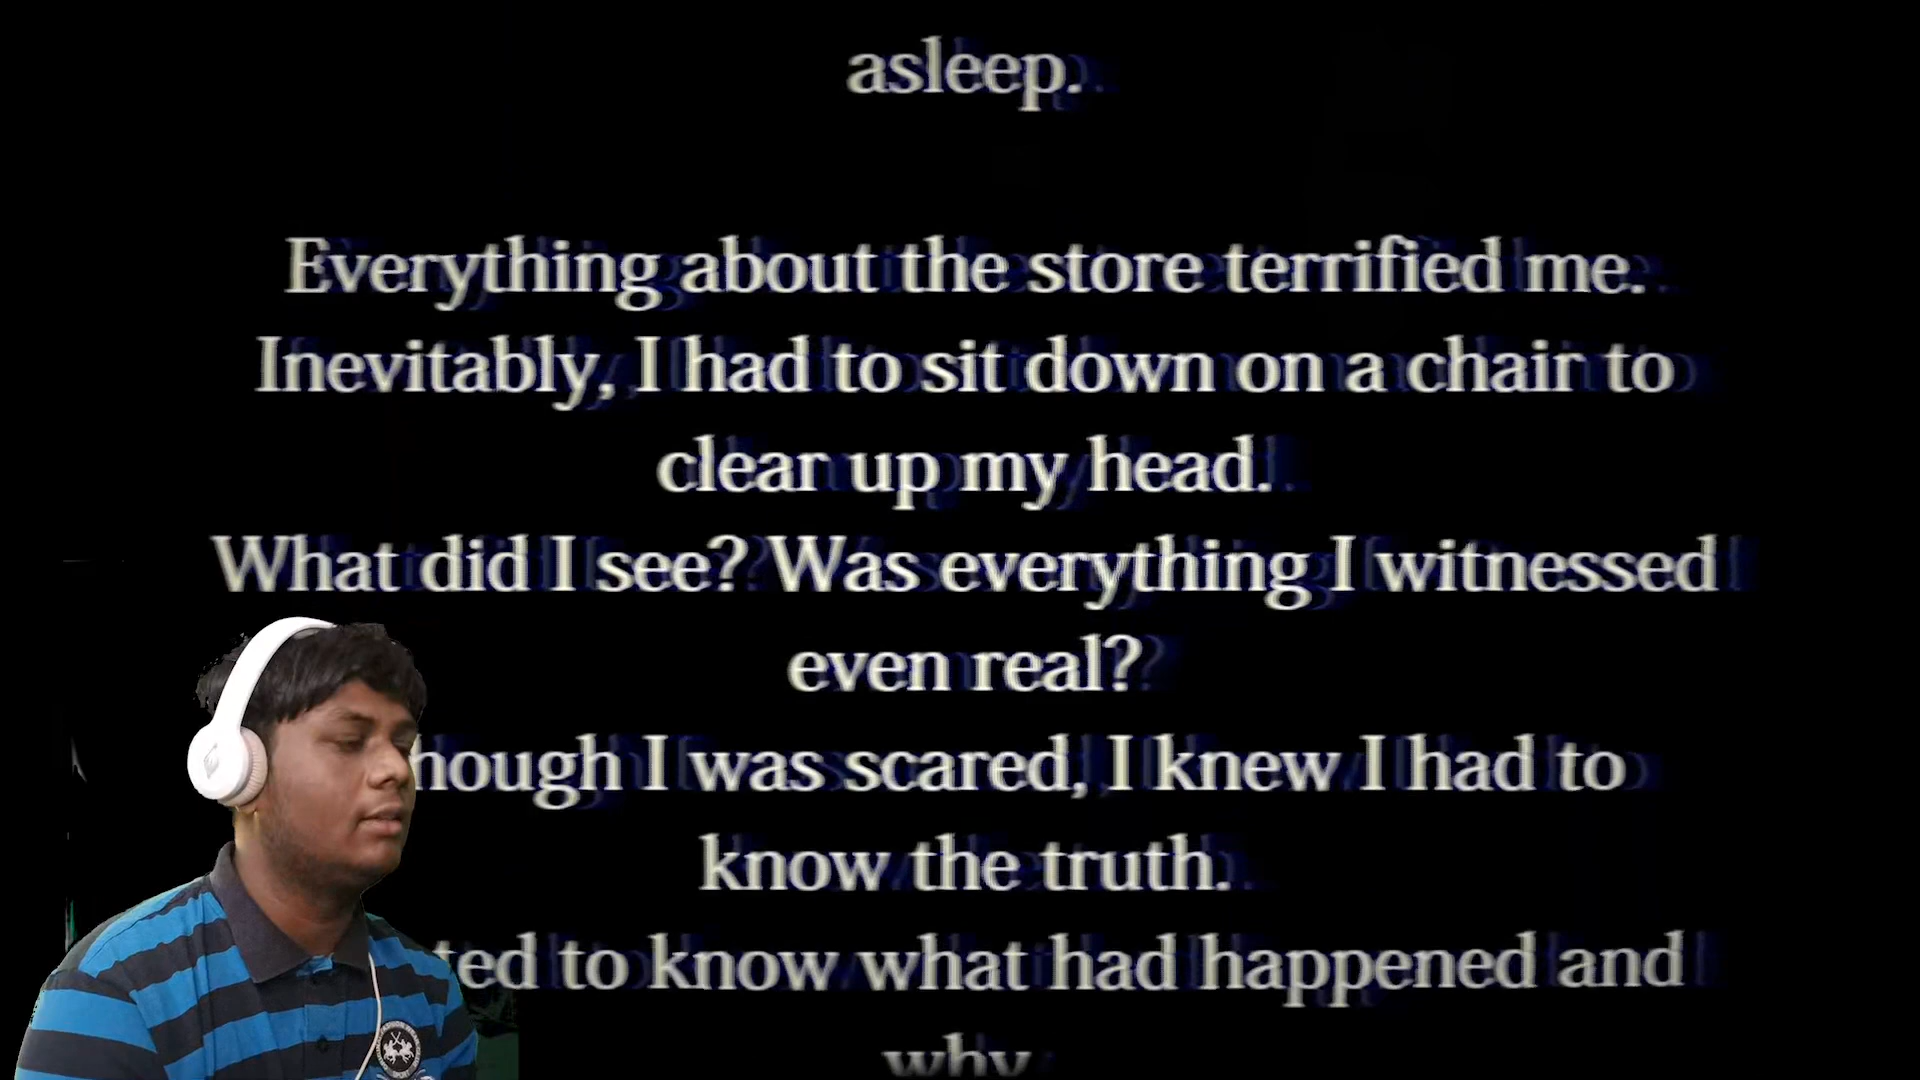 asleep.
Everything about the store terrified me.
Inevitably, I had to sit down on a chair to
clear up my head.
What did I see? Was everything I witnessed
even real?
I was scared, I knew I had to
know the truth.
to know what had happened and
why